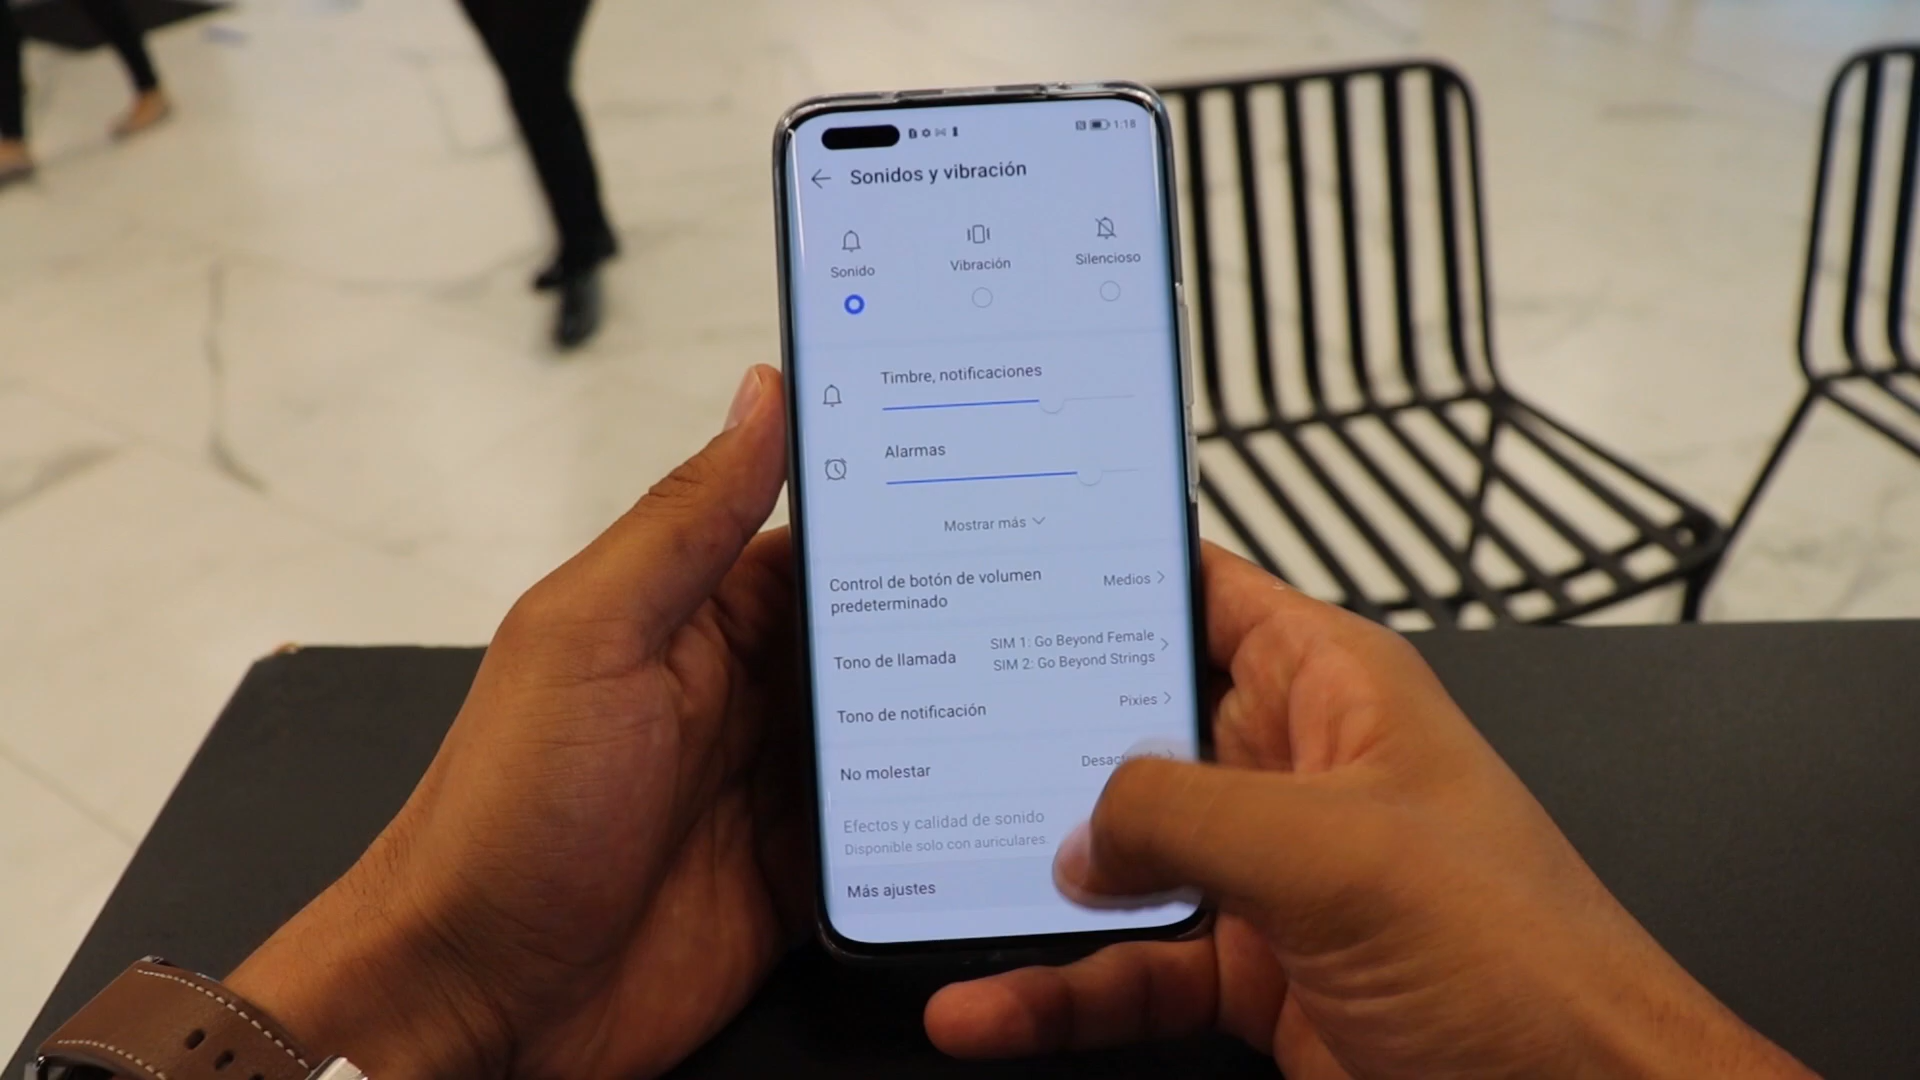 1:18
Sonidos y vibración
Sonido
Vibración
Silencioso
Timbre, notificaciones
Alarmas
Mostrar más
Control de botón de volumen
predeterminado
Medios
Tono de llamada
SIM 1: Go Beyond Female
SIM 2: Go Beyond Strings
Tono de notificación
Pixies
No molestar
Efectos y calidad de sonido
Disponible solo con auriculares
Más ajustes